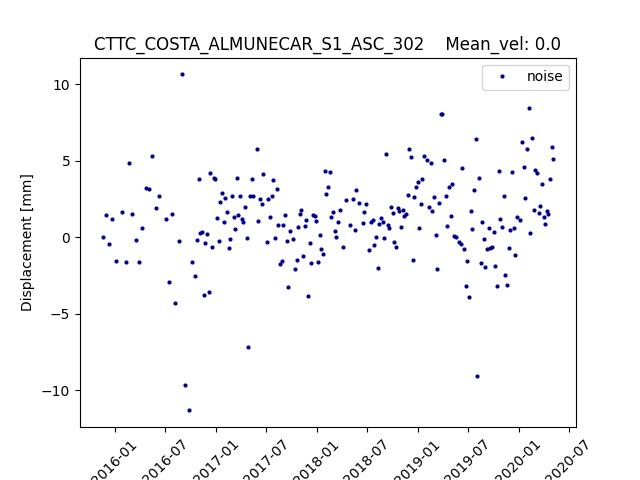 CTTC_COSTA_ALMUNECAR_S1_ASC_302    Mean_vel: 0.0
noise
Displacement [mm]
10
5
0
−5
−10
2016-01 2016-07 2017-01 2017-07 2018-01 2018-07 2019-01 2019-07 2020-01 2020-07